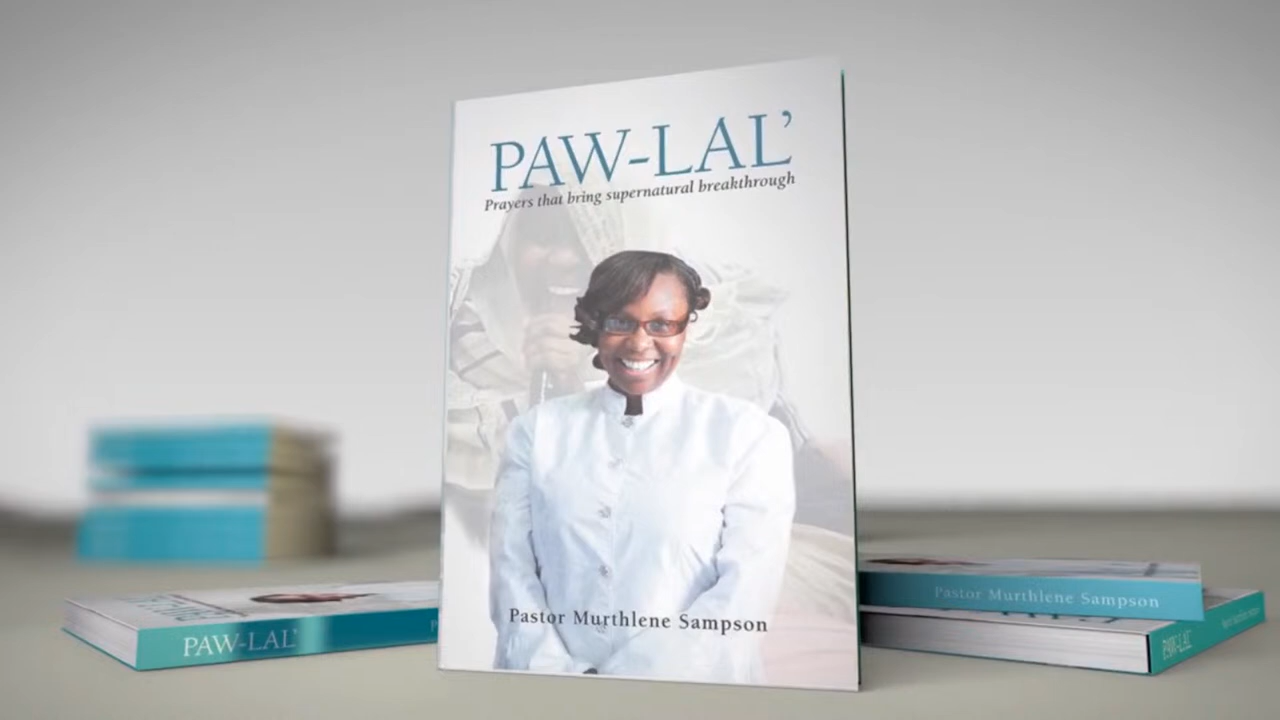 PAW-LAL’
Prayers that bring supernatural breakthrough
Pastor Murthlene Sampson
PAW-LAL’
Pastor Murthlene Sampson
PAW-LAL’